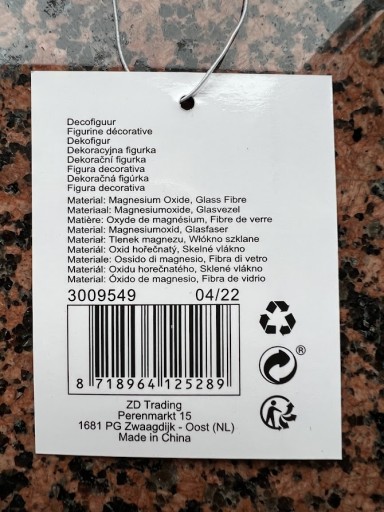 Decofiguur
Figurine décorative
Dekofigur
Dekoracyjna figurka
Dekorační figurka
Figura decorativa
Dekoračná figúrka
Figura decorativa
Material: Magnesium Oxide, Glass Fibre
Materiaal: Magnesiumoxide, Glasvezel
Matière: Oxyde de magnésium, Fibre de verre
Material: Magnesiumoxid, Glasfaser
Material: Tlenek magnezu, Włókno szklane
Materiál: Oxid hořečnatý, Skelné vlákno
Materiale: Ossido di magnesio, Fibra di vetro
Materiál: Oxidu horečnatého, Sklené vlákno
Material: Óxido de magnesio, Fibra de vidrio
3009549 04/22
8 718964 125289
ZD Trading
Perenmarkt 15
1681 PG Zwaagdijk - Oost (NL)
Made in China
®